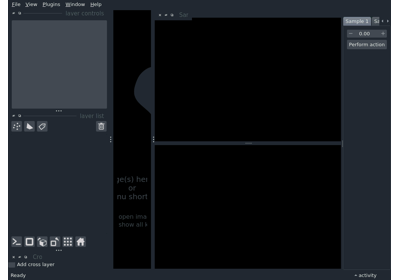 File View Plugins Window Help
layer controls
Sample 1
0.00
Perform action
layer list
ge(s) her
or
nu short
open ima
show all k
Add cross layer
Ready
activity